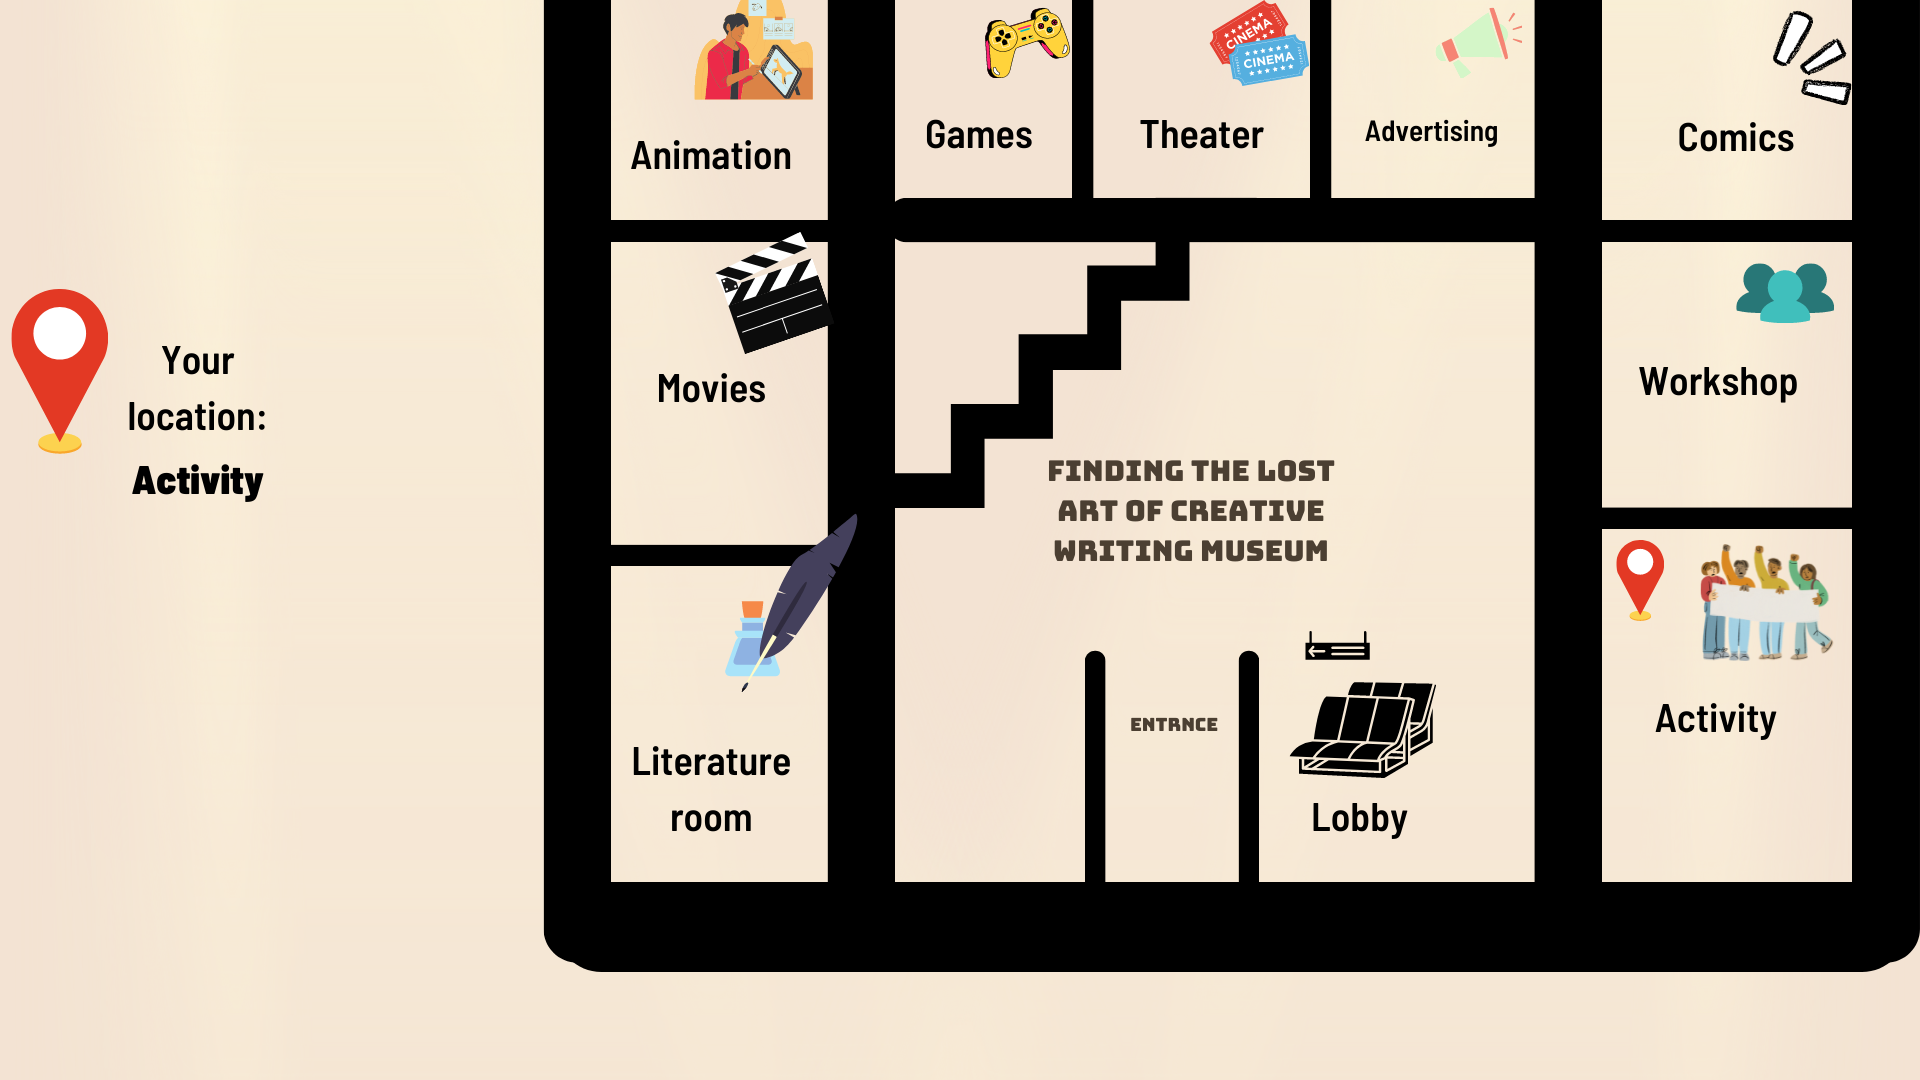 CINEMA
CINEMA
Animation
Games
Theater
Advertising
Comics
Movies
Workshop
Your
location:
Activity
FINDING THE LOST
ART OF CREATIVE
WRITING MUSEUM
Literature
room
ENTRNCE
Lobby
Activity